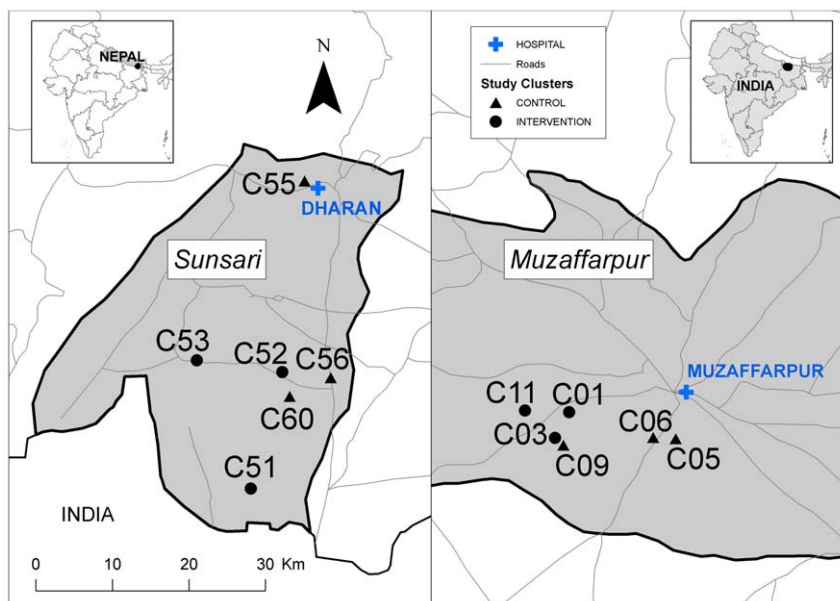 NEPAL
N
HOSPITAL
Roads
Study Clusters
CONTROL
INTERVENTION
INDIA
C55
DHARAN
Sunsari
Muzaffarpur
C53
C52
C56
C60
C51
INDIA
0 10 20 30 Km
MUZAFFARPUR
C11
C01
C03
C09
C06
C05